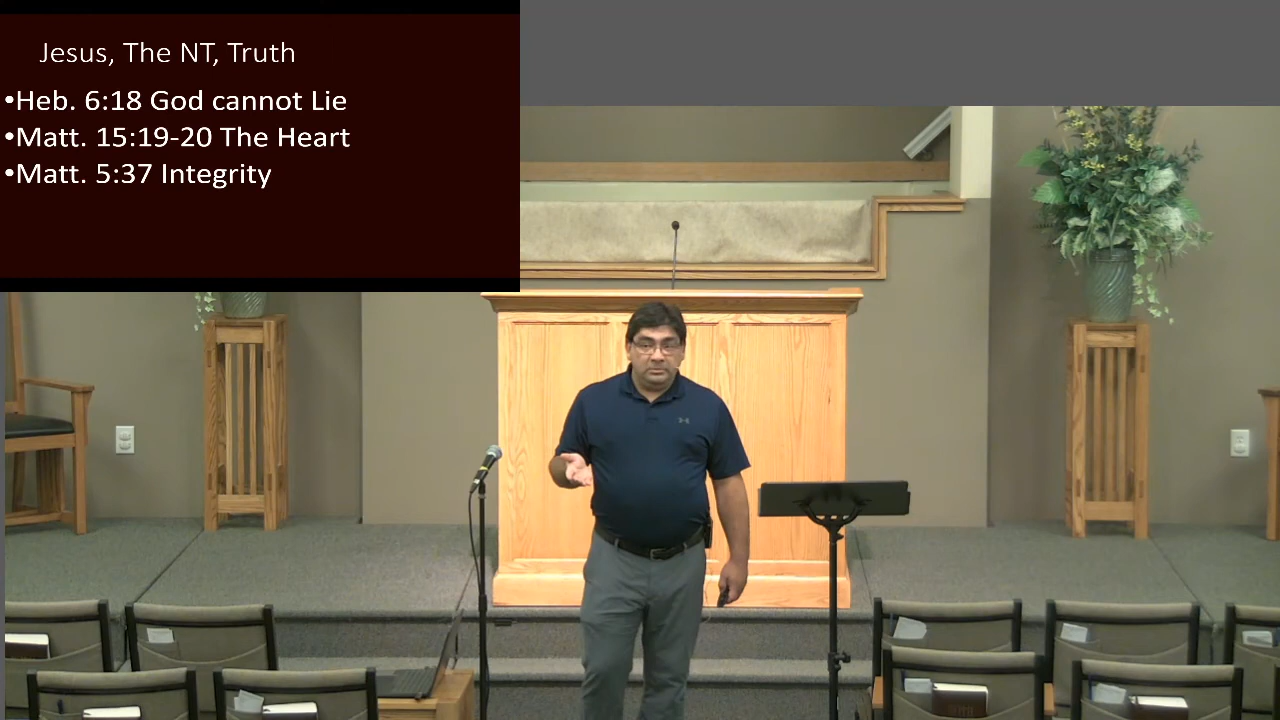 Jesus, The NT, Truth
•Heb. 6:18 God cannot Lie
•Matt. 15:19-20 The Heart
•Matt. 5:37 Integrity